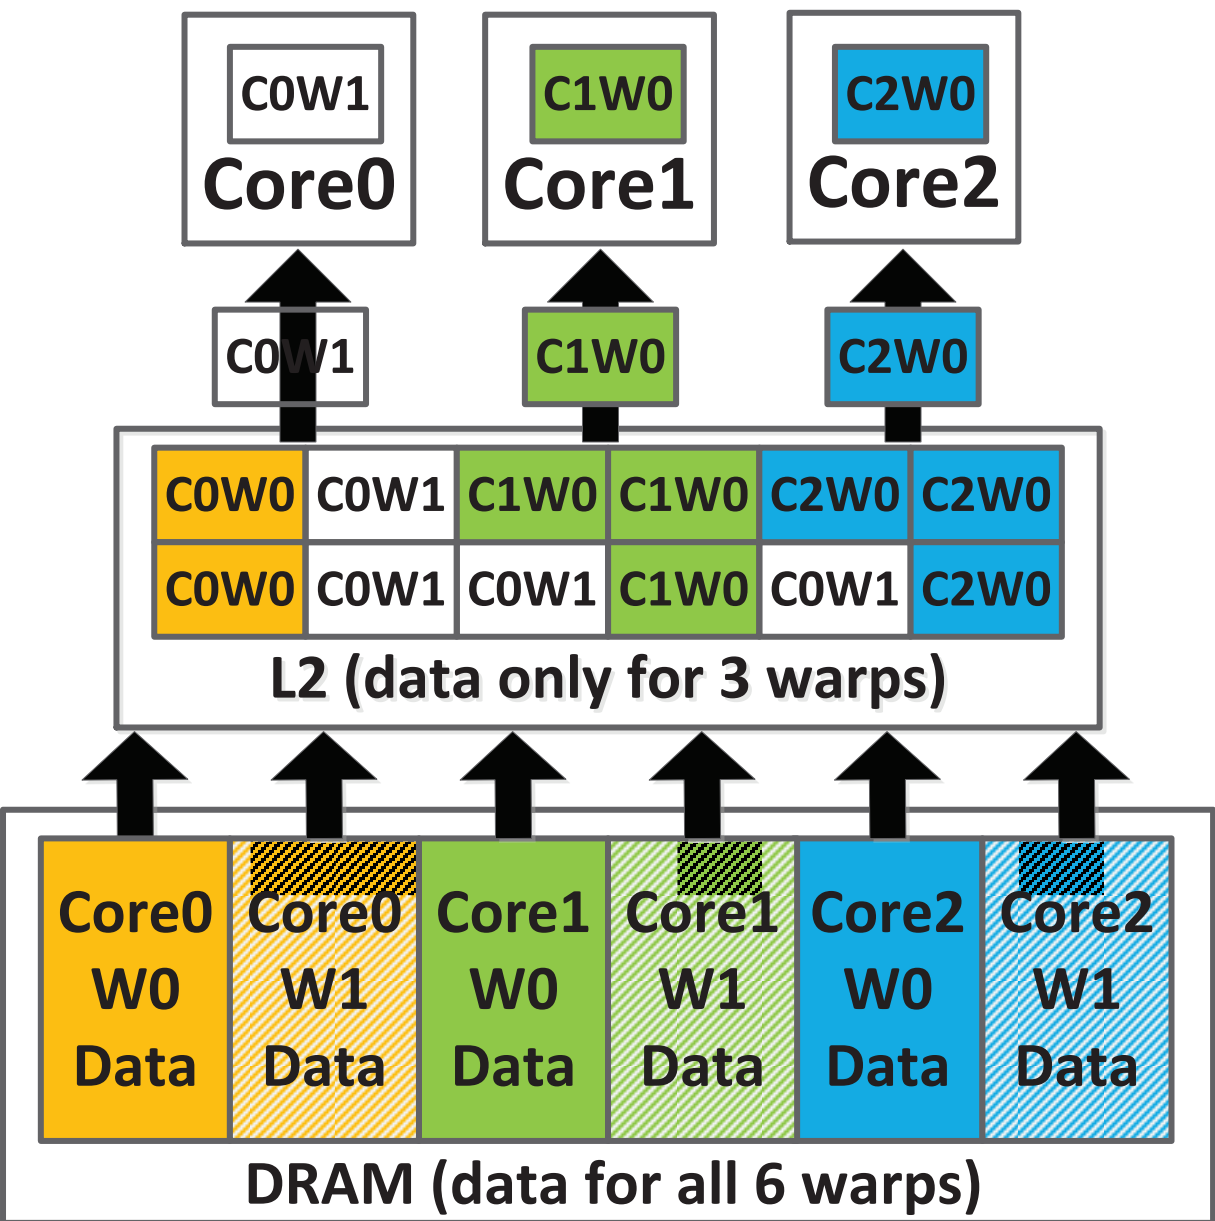 C0W1 C1W0 C2W0
Core0 Core1 Core2
C0W1 C1W0 C2W0
C0W0 C0W1 C1W0 C1W0 C2W0 C2W0
C0W0 C0W1 C0W1 C1W0 C0W1 C2W0
L2 (data only for 3 warps)
Core0 Core0 Core1 Core1 Core2 Core2
W0 W1 W0 W1 W0 W1
Data Data Data Data Data Data
DRAM (data for all 6 warps)